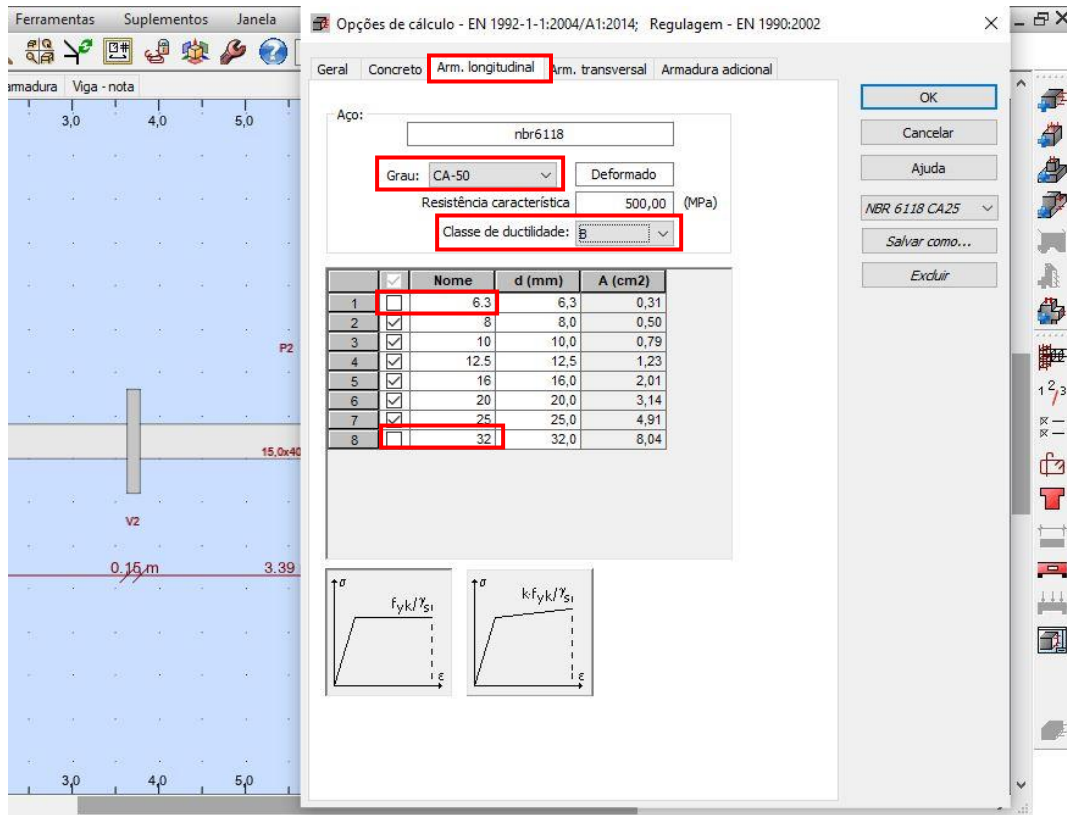 Ferramentas Suplementos Janela
Opções de cálculo - EN 1992-1-1:2004/A1:2014; Regulagem - EN 1990:2002
Viga - nota
Geral Concreto Arm. longitudinal Arm. transversal Armadura adicional
Aço:
nbr6118
Grau: CA-50 Deformado
Resistência característica 500,00 (MPa)
Classe de ductilidade: B
OK
Cancelar
Ajuda
NBR 6118 CA25
Salvar como...
Excluir
Nome d (mm) A (cm2)
1 6.3 6,3 0,31
2 8 8,0 0,50
3 10 10,0 0,79
4 12.5 12,5 1,23
5 16 16,0 2,01
6 20 20,0 3,14
7 25 25,0 4,91
8 32 32,0 8,04
σ fyk/γs1 ε
σ k·fyk/γs1 ε
3,0 4,0 5,0
P2
15,0x40
V2
0.15 m 3.39
3,0 4,0 5,0
1 2/3